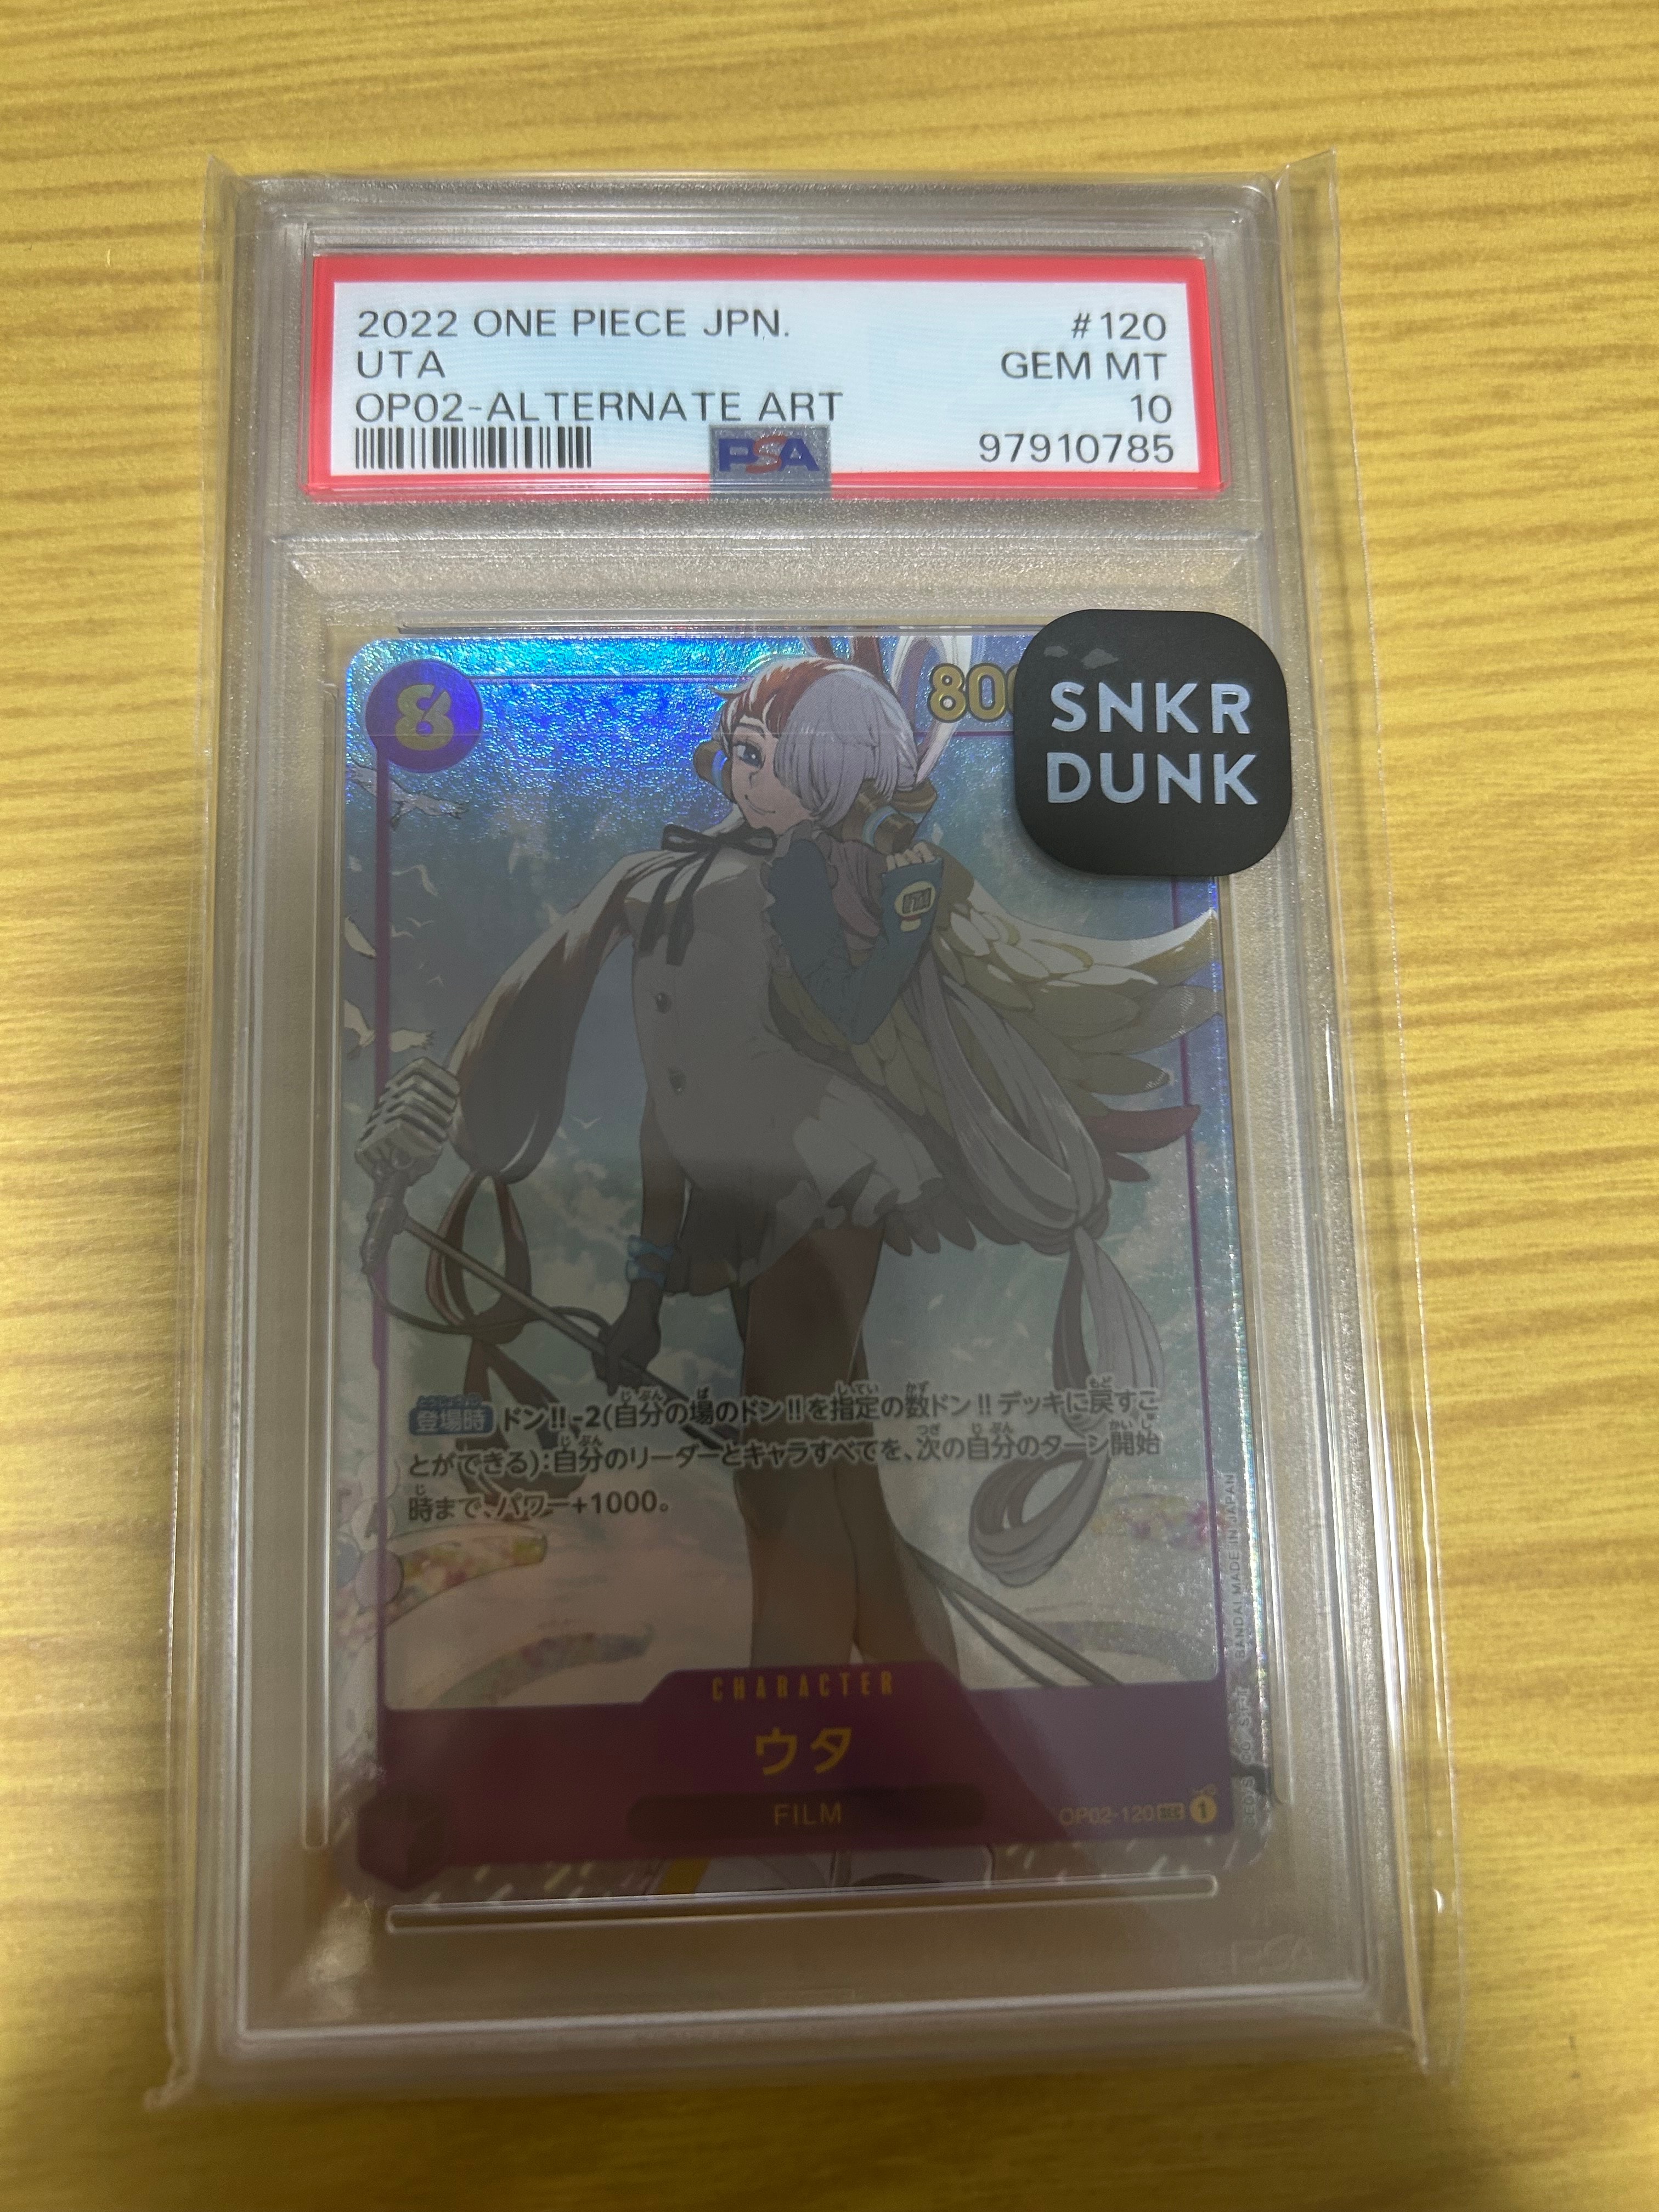 2022 ONE PIECE JPN. #120
UTA GEM MT
OP02-ALTERNATE ART 10
PSA 97910785
8
SNKR
DUNK
登場時 ドン!!-2(自分の場のドン!!を指定の数ドン!!デッキに戻すこ
とができる):自分のリーダーとキャラすべてを、次の自分のターン開始
時まで、パワー+1000。
BANDAI MADE IN JAPAN
CHARACTER
ウタ
FILM
OP02-120 SEC 1
PSA